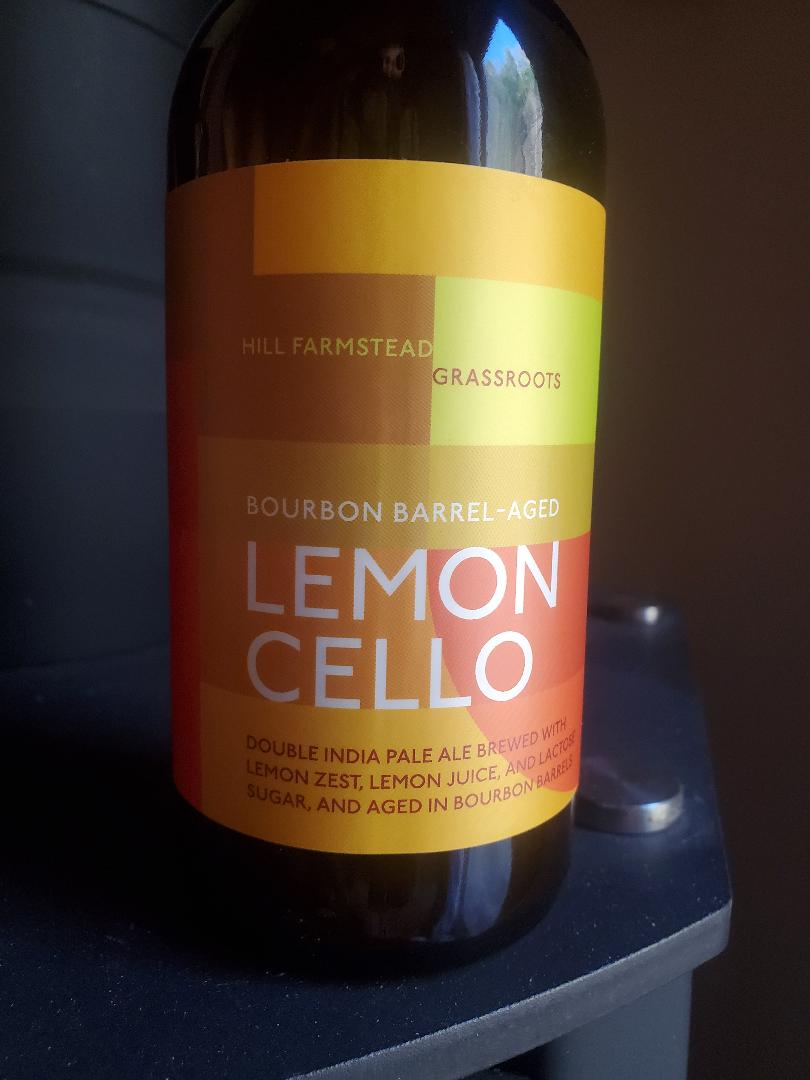 HILL FARMSTEAD
GRASSROOTS
BOURBON BARREL-AGED
LEMON
CELLO
DOUBLE INDIA PALE ALE BREWED WITH
LEMON ZEST, LEMON JUICE, AND LACTOSE
SUGAR, AND AGED IN BOURBON BARRELS